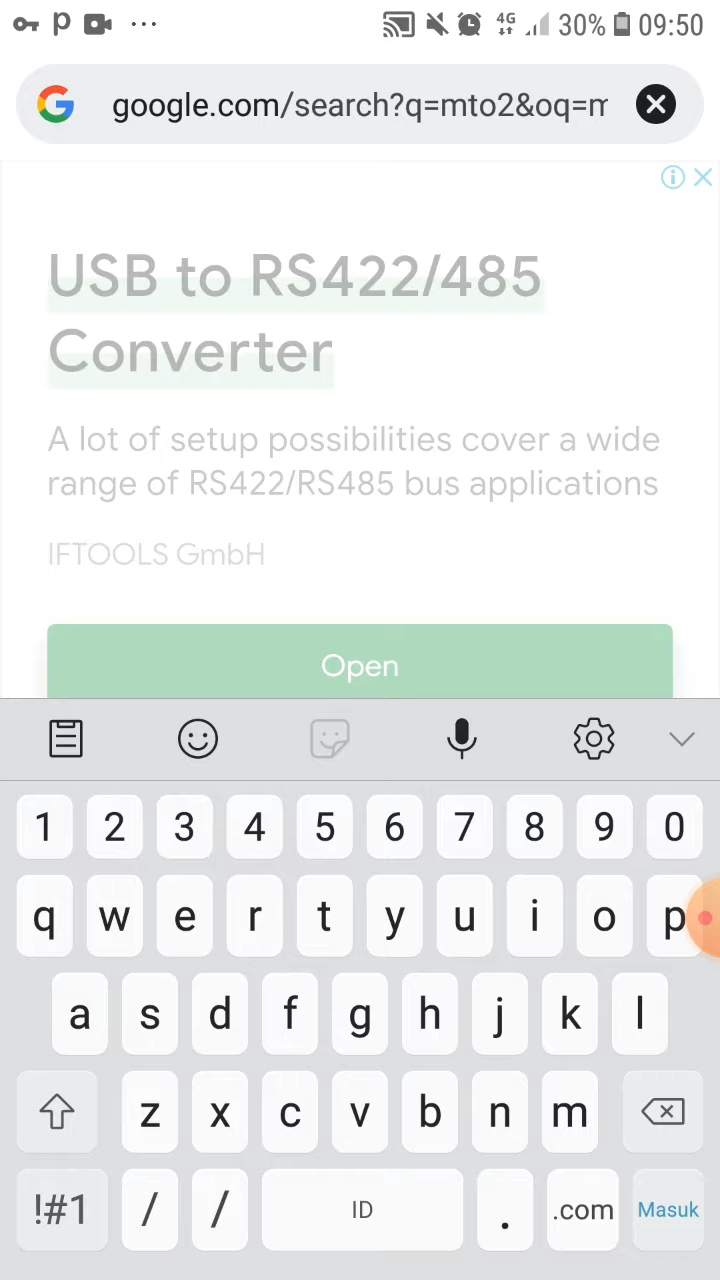 4G 30% 09:50
google.com/search?q=mto2&oq=m
USB to RS422/485
Converter
A lot of setup possibilities cover a wide
range of RS422/RS485 bus applications
IFTOOLS GmbH
Open
1 2 3 4 5 6 7 8 9 0
q w e r t y u i o p
a s d f g h j k l
z x c v b n m
!#1 / / ID . .com Masuk